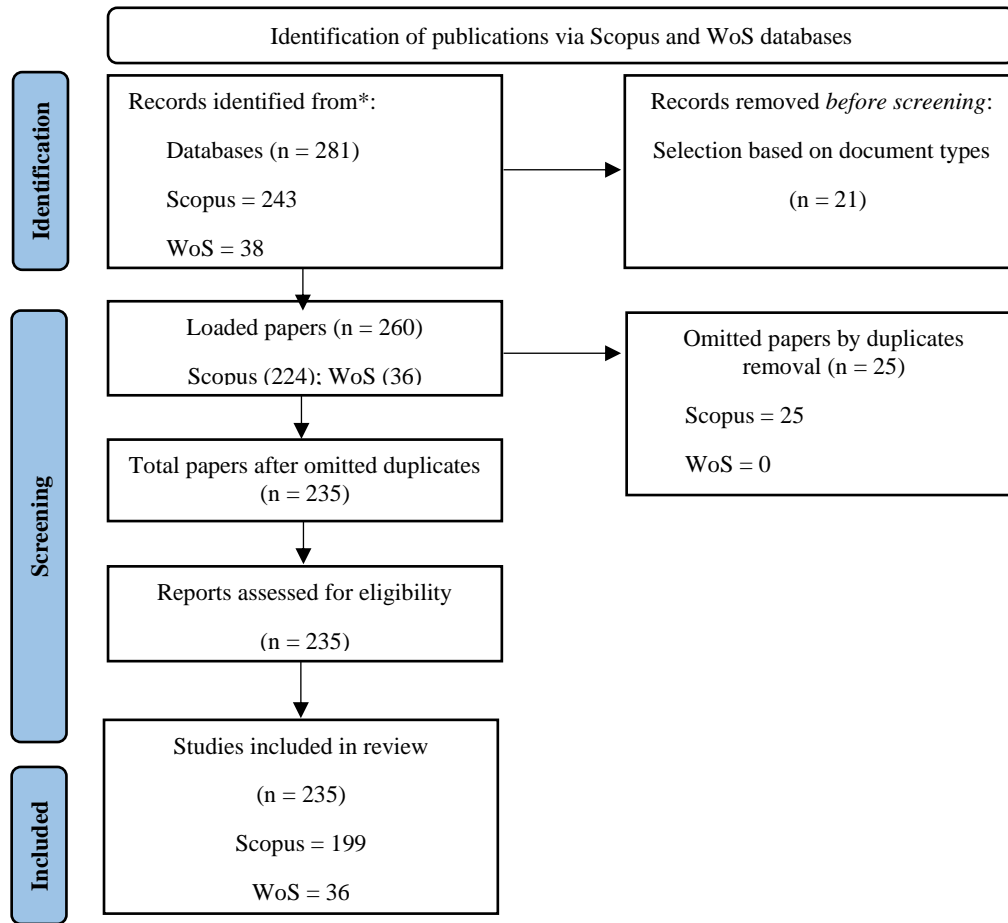 Identification of publications via Scopus and WoS databases
Identification
Records identified from*:
Databases (n = 281)
Scopus = 243
WoS = 38
Records removed before screening:
Selection based on document types
(n = 21)
Screening
Loaded papers (n = 260)
Scopus (224); WoS (36)
Omitted papers by duplicates
removal (n = 25)
Scopus = 25
WoS = 0
Total papers after omitted duplicates
(n = 235)
Reports assessed for eligibility
(n = 235)
Included
Studies included in review
(n = 235)
Scopus = 199
WoS = 36